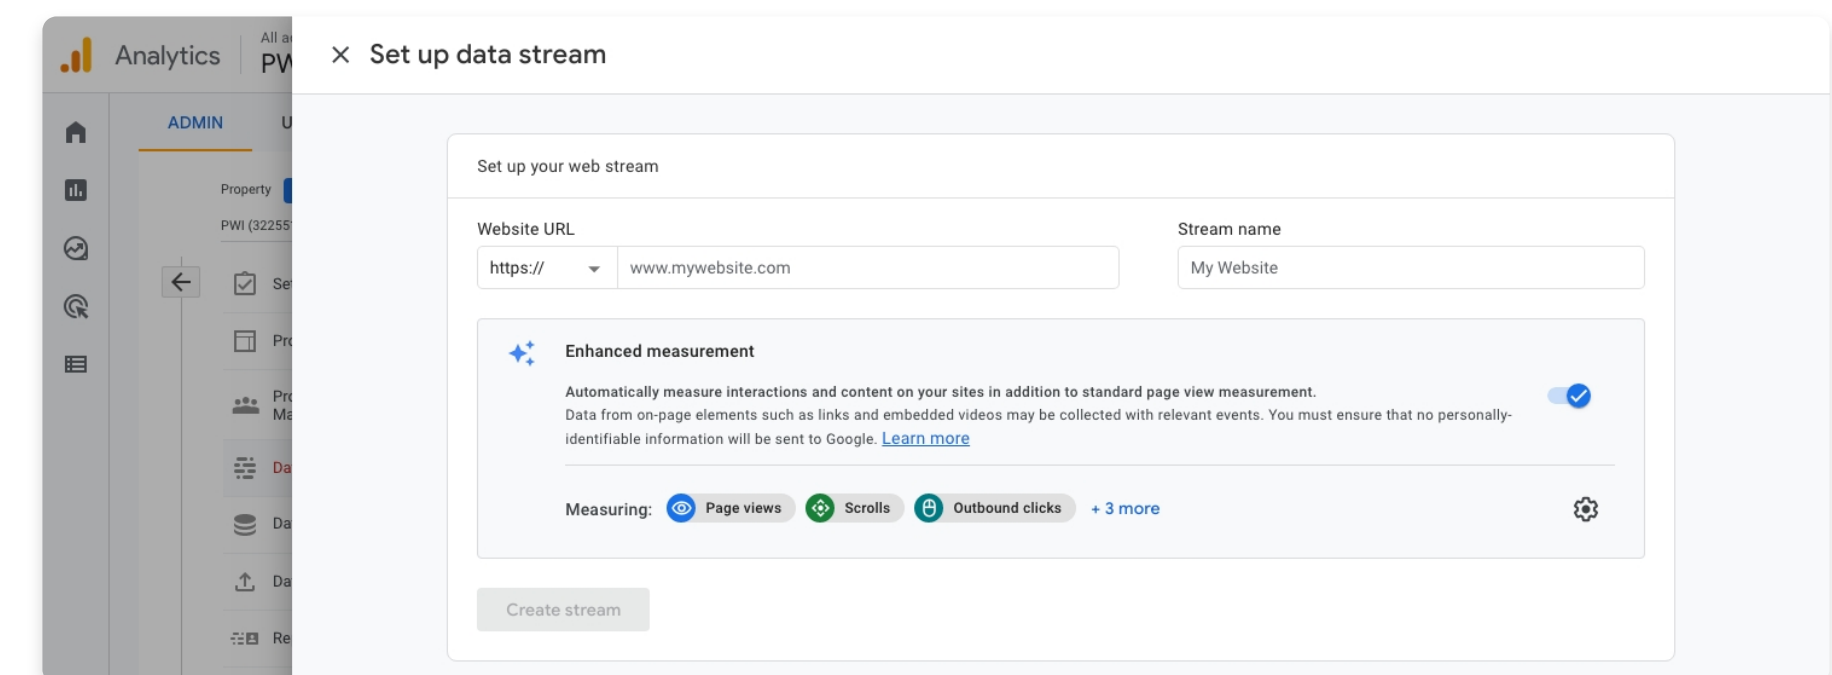 Analytics
All a
PW
Set up data stream
ADMIN
U
Property
PWI (32255
Set
Pro
Pro
Ma
Da
Da
Da
Re
Set up your web stream
Website URL
Stream name
https://
www.mywebsite.com
My Website
Enhanced measurement
Automatically measure interactions and content on your sites in addition to standard page view measurement.
Data from on-page elements such as links and embedded videos may be collected with relevant events. You must ensure that no personally-
identifiable information will be sent to Google. Learn more
Measuring: Page views Scrolls Outbound clicks + 3 more
Create stream